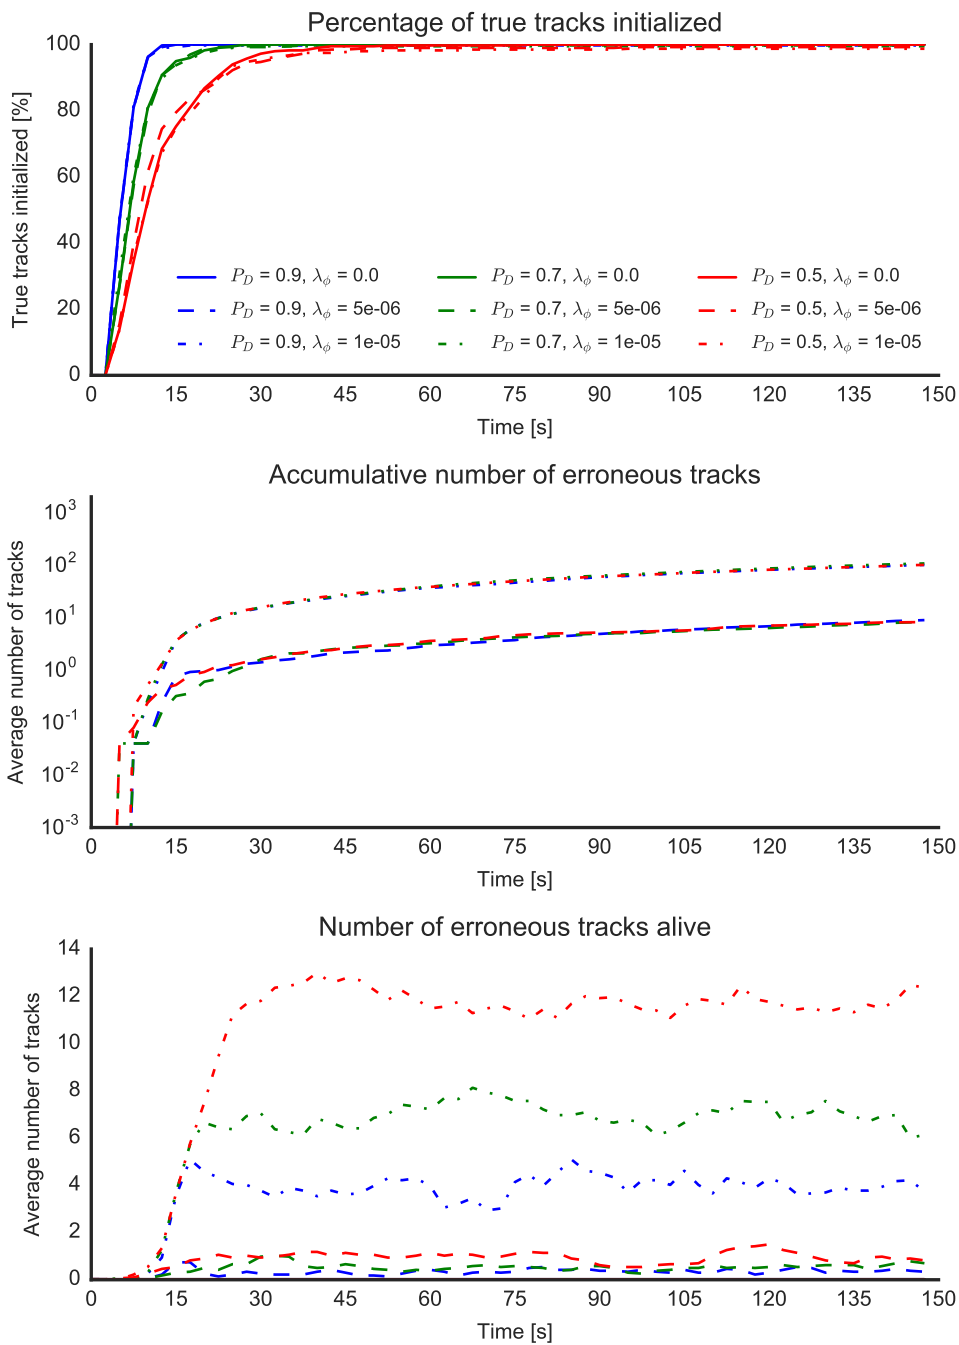 Percentage of true tracks initialized
True tracks initialized [%]
100
80
60
40
20
0
P_D = 0.9, λ_ϕ = 0.0
P_D = 0.7, λ_ϕ = 0.0
P_D = 0.5, λ_ϕ = 0.0
P_D = 0.9, λ_ϕ = 5e-06
P_D = 0.7, λ_ϕ = 5e-06
P_D = 0.5, λ_ϕ = 5e-06
P_D = 0.9, λ_ϕ = 1e-05
P_D = 0.7, λ_ϕ = 1e-05
P_D = 0.5, λ_ϕ = 1e-05
0 15 30 45 60 75 90 105 120 135 150
Time [s]
Accumulative number of erroneous tracks
Average number of tracks
10^3
10^2
10^1
10^0
10^-1
10^-2
10^-3
0 15 30 45 60 75 90 105 120 135 150
Time [s]
Number of erroneous tracks alive
Average number of tracks
14
12
10
8
6
4
2
0
0 15 30 45 60 75 90 105 120 135 150
Time [s]